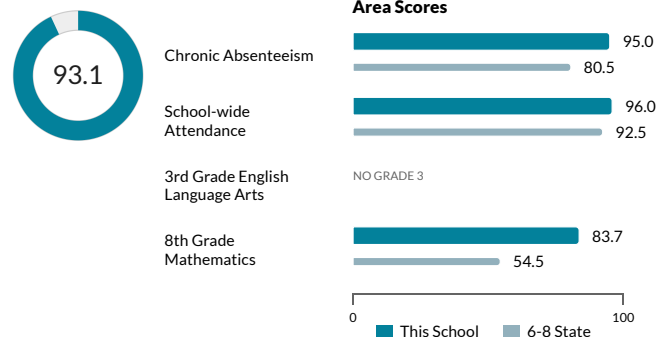 Area Scores
93.1
Chronic Absenteeism
95.0
80.5
School-wide
Attendance
96.0
92.5
3rd Grade English
Language Arts
NO GRADE 3
8th Grade
Mathematics
83.7
54.5
0
100
This School
6-8 State